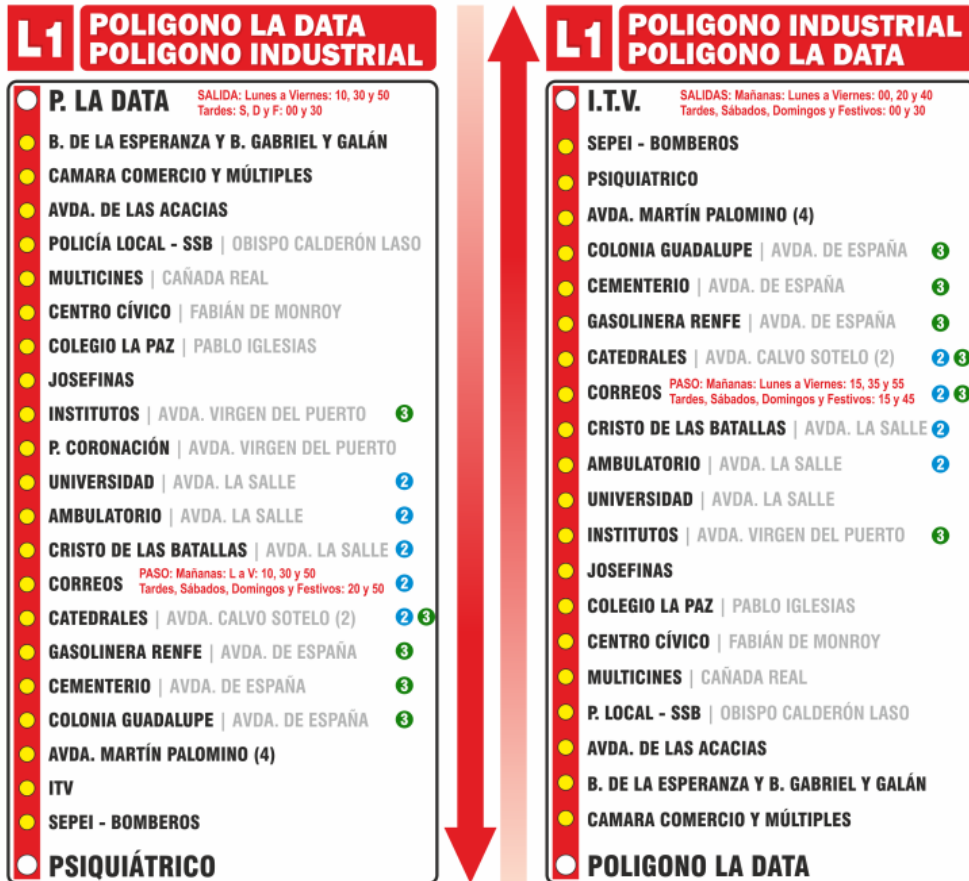 L1
POLIGONO LA DATA
POLIGONO INDUSTRIAL
P. LA DATA
SALIDA: Lunes a Viernes: 10, 30 y 50
Tardes: S, D y F: 00 y 30
B. DE LA ESPERANZA Y B. GABRIEL Y GALÁN
CAMARA COMERCIO Y MÚLTIPLES
AVDA. DE LAS ACACIAS
POLICÍA LOCAL - SSB | OBISPO CALDERÓN LASO
MULTICINES | CAÑADA REAL
CENTRO CÍVICO | FABIÁN DE MONROY
COLEGIO LA PAZ | PABLO IGLESIAS
JOSEFINAS
INSTITUTOS | AVDA. VIRGEN DEL PUERTO 3
P. CORONACIÓN | AVDA. VIRGEN DEL PUERTO
UNIVERSIDAD | AVDA. LA SALLE 2
AMBULATORIO | AVDA. LA SALLE 2
CRISTO DE LAS BATALLAS | AVDA. LA SALLE 2
CORREOS
PASO: Mañanas: L a V: 10, 30 y 50
Tardes, Sábados, Domingos y Festivos: 20 y 50
2
CATEDRALES | AVDA. CALVO SOTELO (2) 2 3
GASOLINERA RENFE | AVDA. DE ESPAÑA 3
CEMENTERIO | AVDA. DE ESPAÑA 3
COLONIA GUADALUPE | AVDA. DE ESPAÑA 3
AVDA. MARTÍN PALOMINO (4)
ITV
SEPEI - BOMBEROS
PSIQUIÁTRICO
L1
POLIGONO INDUSTRIAL
POLIGONO LA DATA
I.T.V.
SALIDAS: Mañanas: Lunes a Viernes: 00, 20 y 40
Tardes, Sábados, Domingos y Festivos: 00 y 30
SEPEI - BOMBEROS
PSIQUIATRICO
AVDA. MARTÍN PALOMINO (4)
COLONIA GUADALUPE | AVDA. DE ESPAÑA 3
CEMENTERIO | AVDA. DE ESPAÑA 3
GASOLINERA RENFE | AVDA. DE ESPAÑA 3
CATEDRALES | AVDA. CALVO SOTELO (2) 2 3
CORREOS
PASO: Mañanas: Lunes a Viernes: 15, 35 y 55
Tardes, Sábados, Domingos y Festivos: 15 y 45
2 3
CRISTO DE LAS BATALLAS | AVDA. LA SALLE 2
AMBULATORIO | AVDA. LA SALLE 2
UNIVERSIDAD | AVDA. LA SALLE
INSTITUTOS | AVDA. VIRGEN DEL PUERTO 3
JOSEFINAS
COLEGIO LA PAZ | PABLO IGLESIAS
CENTRO CÍVICO | FABIÁN DE MONROY
MULTICINES | CAÑADA REAL
P. LOCAL - SSB | OBISPO CALDERÓN LASO
AVDA. DE LAS ACACIAS
B. DE LA ESPERANZA Y B. GABRIEL Y GALÁN
CAMARA COMERCIO Y MÚLTIPLES
POLIGONO LA DATA